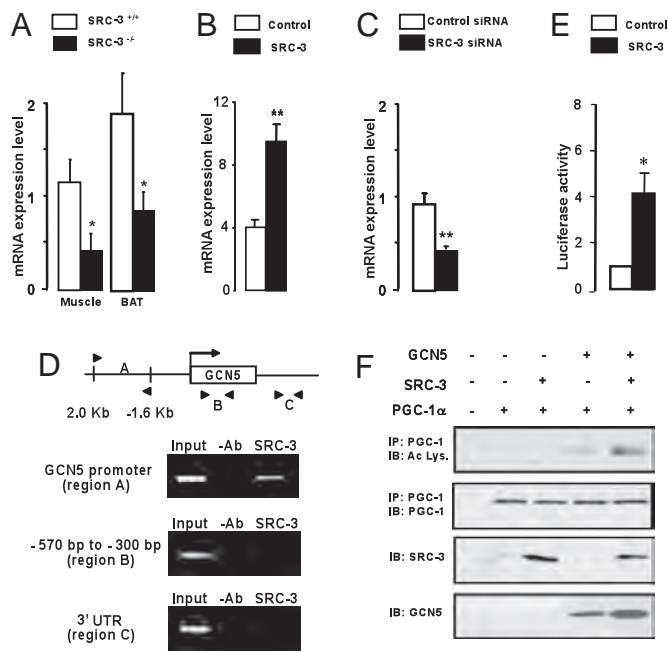 A
SRC-3 +/+
SRC-3 -/-
mRNA expression level
2
1
0
*
*
Muscle BAT
B
Control
SRC-3
mRNA expression level
12
8
4
0
**
C
Control siRNA
SRC-3 siRNA
mRNA expression level
2
1
0
**
E
Control
SRC-3
Luciferase activity
8
6
4
2
0
*
D
A
GCN5
B
C
2.0 Kb -1.6 Kb
Input -Ab SRC-3
GCN5 promoter
(region A)
Input -Ab SRC-3
- 570 bp to - 300 bp
(region B)
Input -Ab SRC-3
3' UTR
(region C)
F
GCN5 - - - + +
SRC-3 - - + - +
PGC-1α - + + + +
IP: PGC-1
IB: Ac Lys.
IP: PGC-1
IB: PGC-1
IB: SRC-3
IB: GCN5